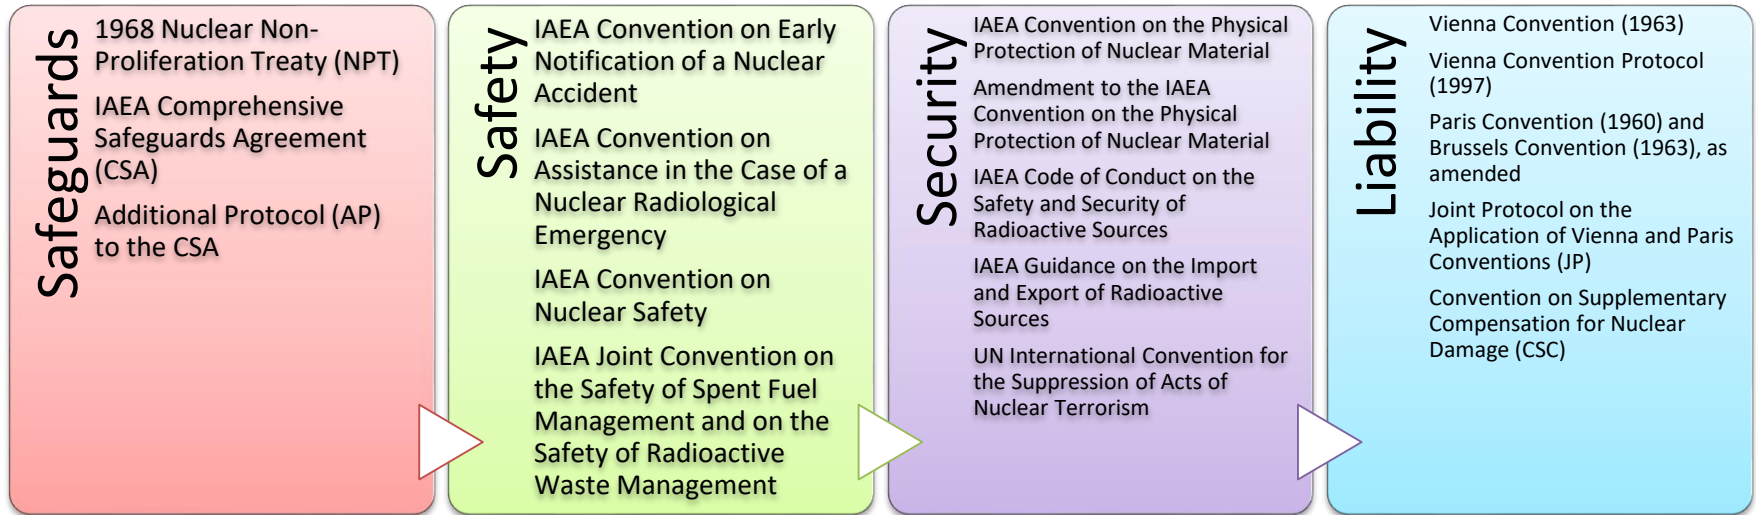 Safeguards
1968 Nuclear Non-
Proliferation Treaty (NPT)
IAEA Comprehensive
Safeguards Agreement
(CSA)
Additional Protocol (AP)
to the CSA
Safety
IAEA Convention on Early
Notification of a Nuclear
Accident
IAEA Convention on
Assistance in the Case of a
Nuclear Radiological
Emergency
IAEA Convention on
Nuclear Safety
IAEA Joint Convention on
the Safety of Spent Fuel
Management and on the
Safety of Radioactive
Waste Management
Security
IAEA Convention on the Physical
Protection of Nuclear Material
Amendment to the IAEA
Convention on the Physical
Protection of Nuclear Material
IAEA Code of Conduct on the
Safety and Security of
Radioactive Sources
IAEA Guidance on the Import
and Export of Radioactive
Sources
UN International Convention for
the Suppression of Acts of
Nuclear Terrorism
Liability
Vienna Convention (1963)
Vienna Convention Protocol
(1997)
Paris Convention (1960) and
Brussels Convention (1963), as
amended
Joint Protocol on the
Application of Vienna and Paris
Conventions (JP)
Convention on Supplementary
Compensation for Nuclear
Damage (CSC)